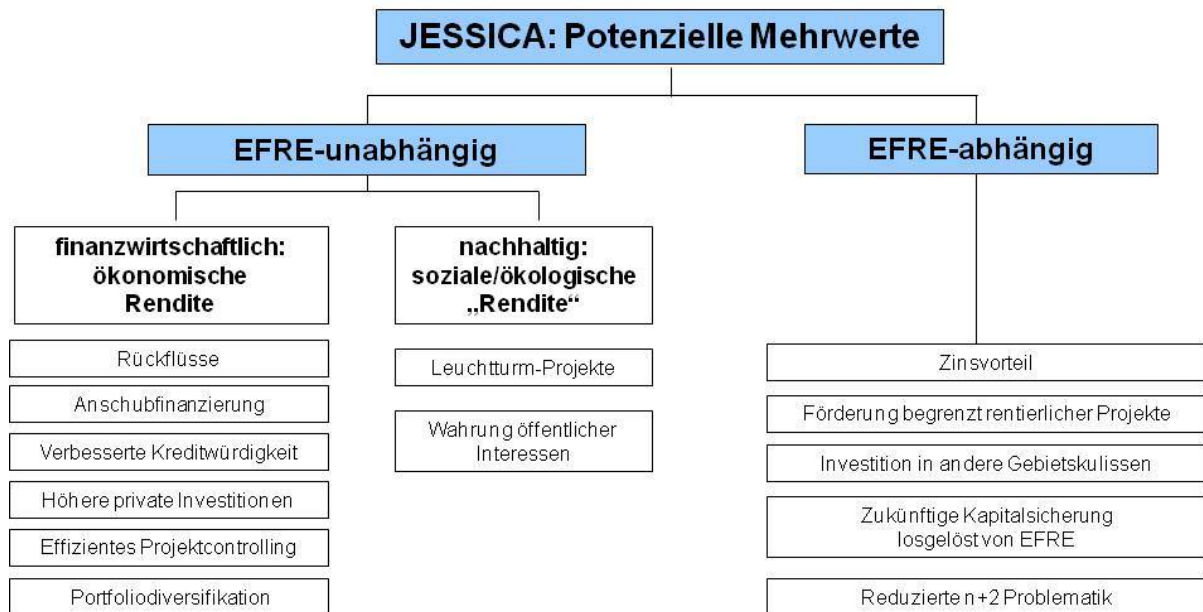 JESSICA: Potenzielle Mehrwerte
EFRE-unabhängig
EFRE-abhängig
finanzwirtschaftlich:
ökonomische
Rendite
nachhaltig:
soziale/ökologische
„Rendite“
Rückflüsse
Anschubfinanzierung
Verbesserte Kreditwürdigkeit
Höhere private Investitionen
Effizientes Projektcontrolling
Portfoliodiversifikation
Leuchtturm-Projekte
Wahrung öffentlicher
Interessen
Zinsvorteil
Förderung begrenzt rentierlicher Projekte
Investition in andere Gebietskulissen
Zukünftige Kapitalsicherung
losgelöst von EFRE
Reduzierte n+2 Problematik